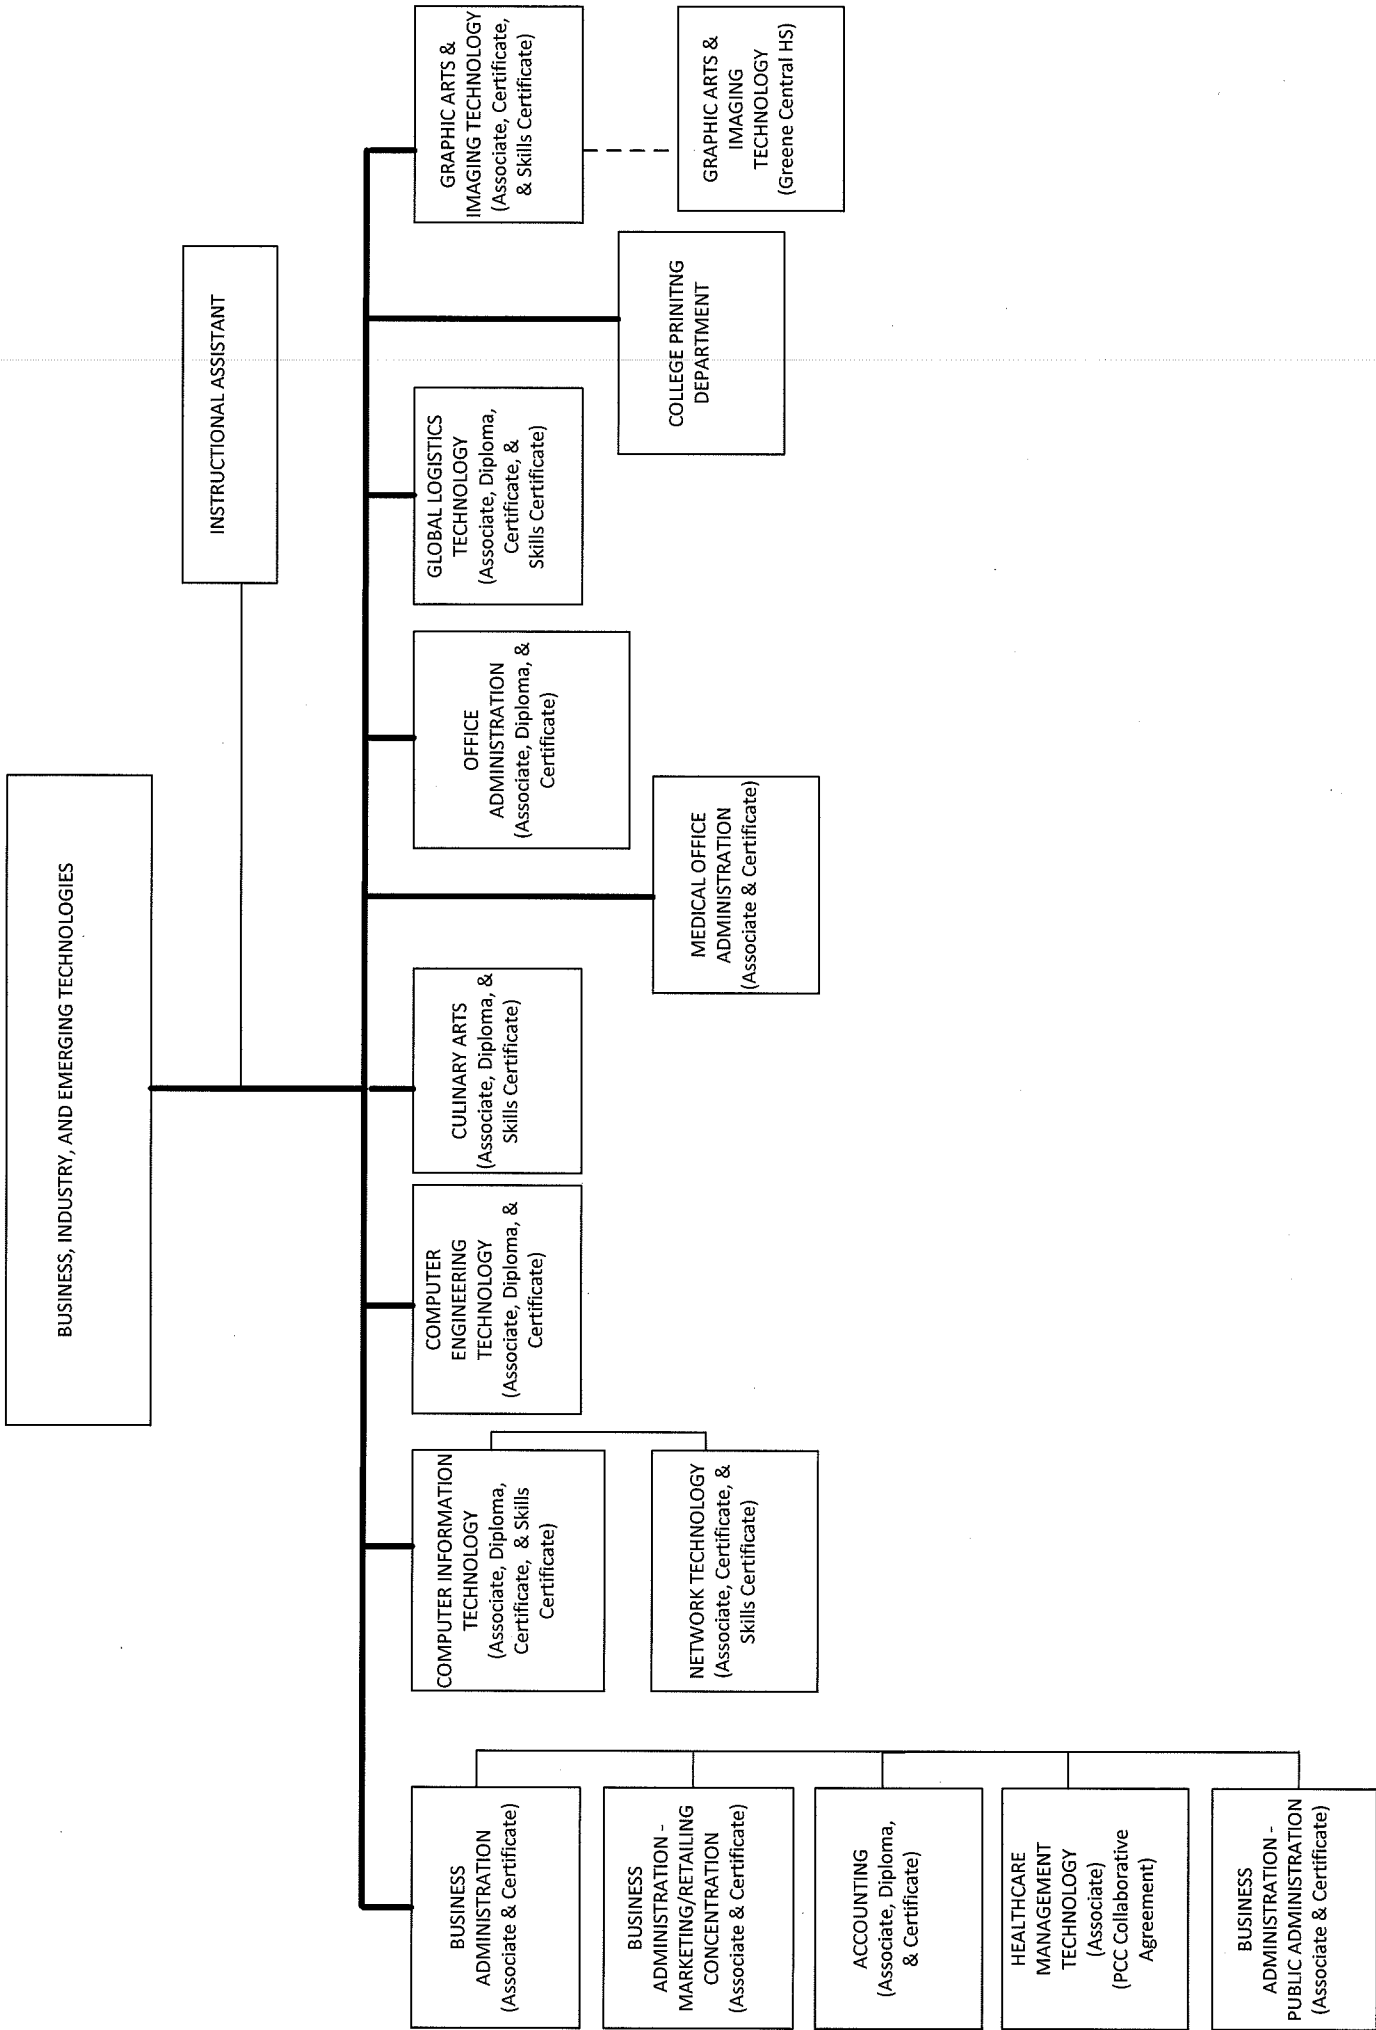 BUSINESS, INDUSTRY, AND EMERGING TECHNOLOGIES
INSTRUCTIONAL ASSISTANT
BUSINESS
ADMINISTRATION
(Associate & Certificate)
BUSINESS
ADMINISTRATION -
MARKETING/RETAILING
CONCENTRATION
(Associate & Certificate)
ACCOUNTING
(Associate, Diploma,
& Certificate)
HEALTHCARE
MANAGEMENT
TECHNOLOGY
(Associate)
(PCC Collaborative
Agreement)
BUSINESS
ADMINISTRATION -
PUBLIC ADMINISTRATION
(Associate & Certificate)
COMPUTER INFORMATION
TECHNOLOGY
(Associate, Diploma,
Certificate, & Skills
Certificate)
NETWORK TECHNOLOGY
(Associate, Certificate, &
Skills Certificate)
COMPUTER
ENGINEERING
TECHNOLOGY
(Associate, Diploma, &
Certificate)
CULINARY ARTS
(Associate, Diploma, &
Skills Certificate)
MEDICAL OFFICE
ADMINISTRATION
(Associate & Certificate)
OFFICE
ADMINISTRATION
(Associate, Diploma, &
Certificate)
GLOBAL LOGISTICS
TECHNOLOGY
(Associate, Diploma,
Certificate, &
Skills Certificate)
COLLEGE PRINITNG
DEPARTMENT
GRAPHIC ARTS &
IMAGING TECHNOLOGY
(Associate, Certificate,
& Skills Certificate)
GRAPHIC ARTS &
IMAGING
TECHNOLOGY
(Greene Central HS)